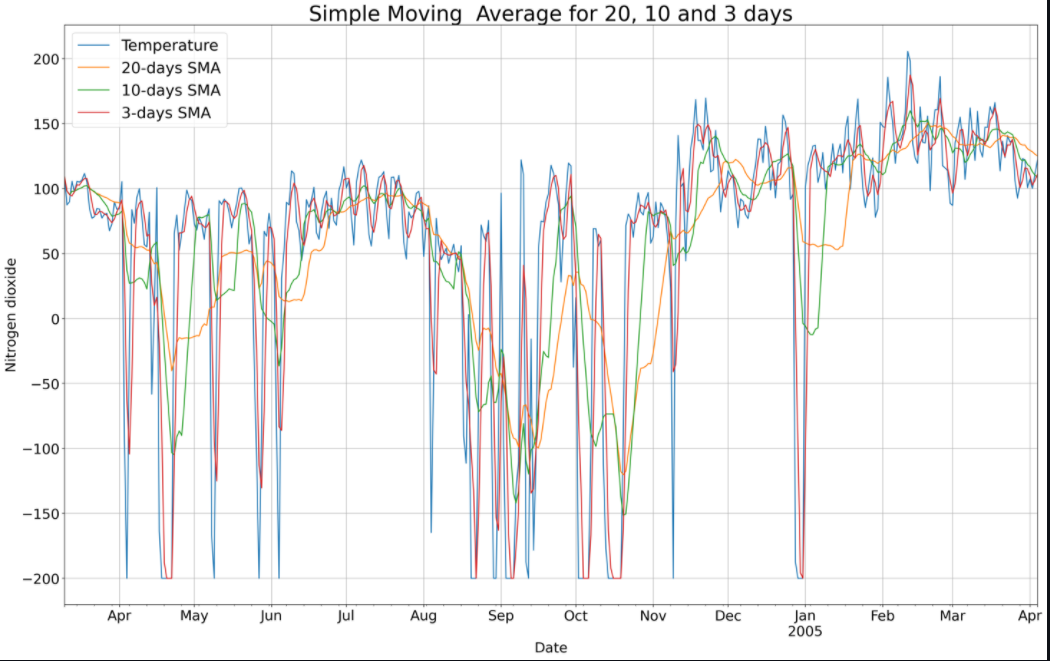 Simple Moving  Average for 20, 10 and 3 days
Temperature
20-days SMA
10-days SMA
3-days SMA
200
150
100
50
0
−50
−100
−150
−200
Nitrogen dioxide
Apr May Jun Jul Aug Sep Oct Nov Dec Jan Feb Mar Apr
2005
Date